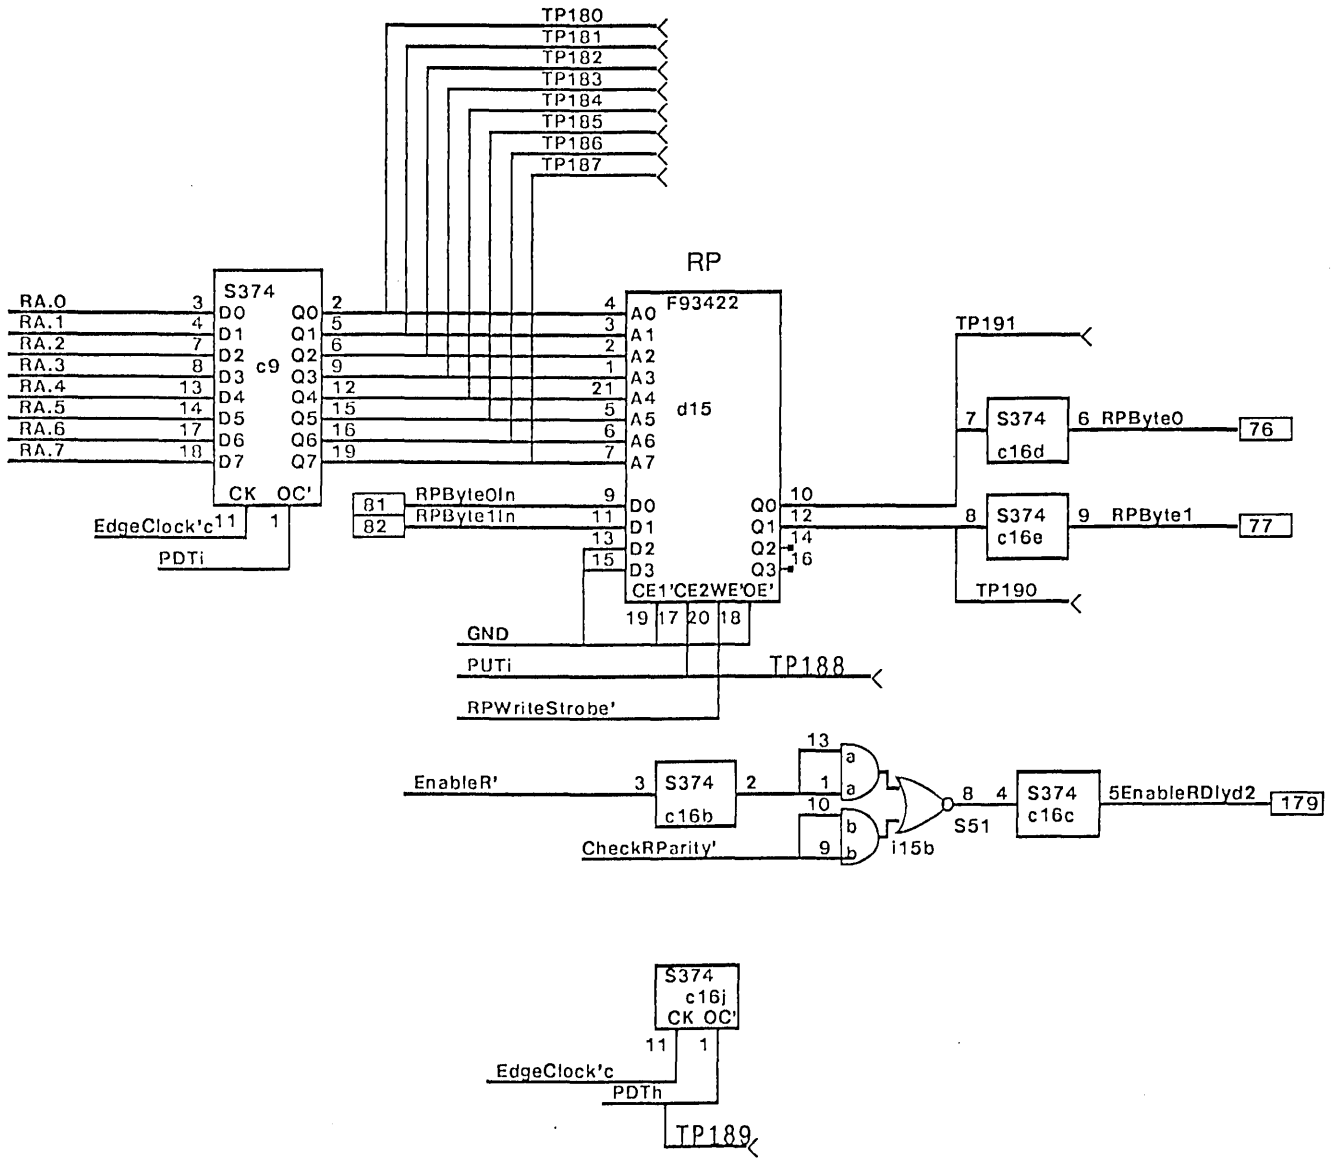 TP180
TP181
TP182
TP183
TP184
TP185
TP186
TP187
RP
S374
F93422
RA.0 3 D0 Q0 2 4 A0
RA.1 4 D1 Q1 5 3 A1
RA.2 7 D2 Q2 6 2 A2
RA.3 8 D3 c9 Q3 9 1 A3
RA.4 13 D4 Q4 12 21 A4
RA.5 14 D5 Q5 15 5 A5
RA.6 17 D6 Q6 16 6 A6
RA.7 18 D7 Q7 19 7 A7
d15
CK OC'
EdgeClock'c 11 1
PDTi
81 RPByte0In 9 D0 Q0 10
82 RPByte1In 11 D1 Q1 12
13 D2 Q2 14
15 D3 Q3 16
CE1' CE2 WE' OE'
19 17 20 18
GND
PUTi TP188
RPWriteStrobe'
TP191
7 S374 6 RPByte0 76
c16d
8 S374 9 RPByte1 77
c16e
TP190
EnableR' 3 S374 2
c16b
13 a
1 a
10 b
9 b
CheckRParity'
i15b
8
S51
4 S374 5EnableRDlyd2 179
c16c
S374
c16j
CK OC'
11 1
EdgeClock'c
PDTh
TP189